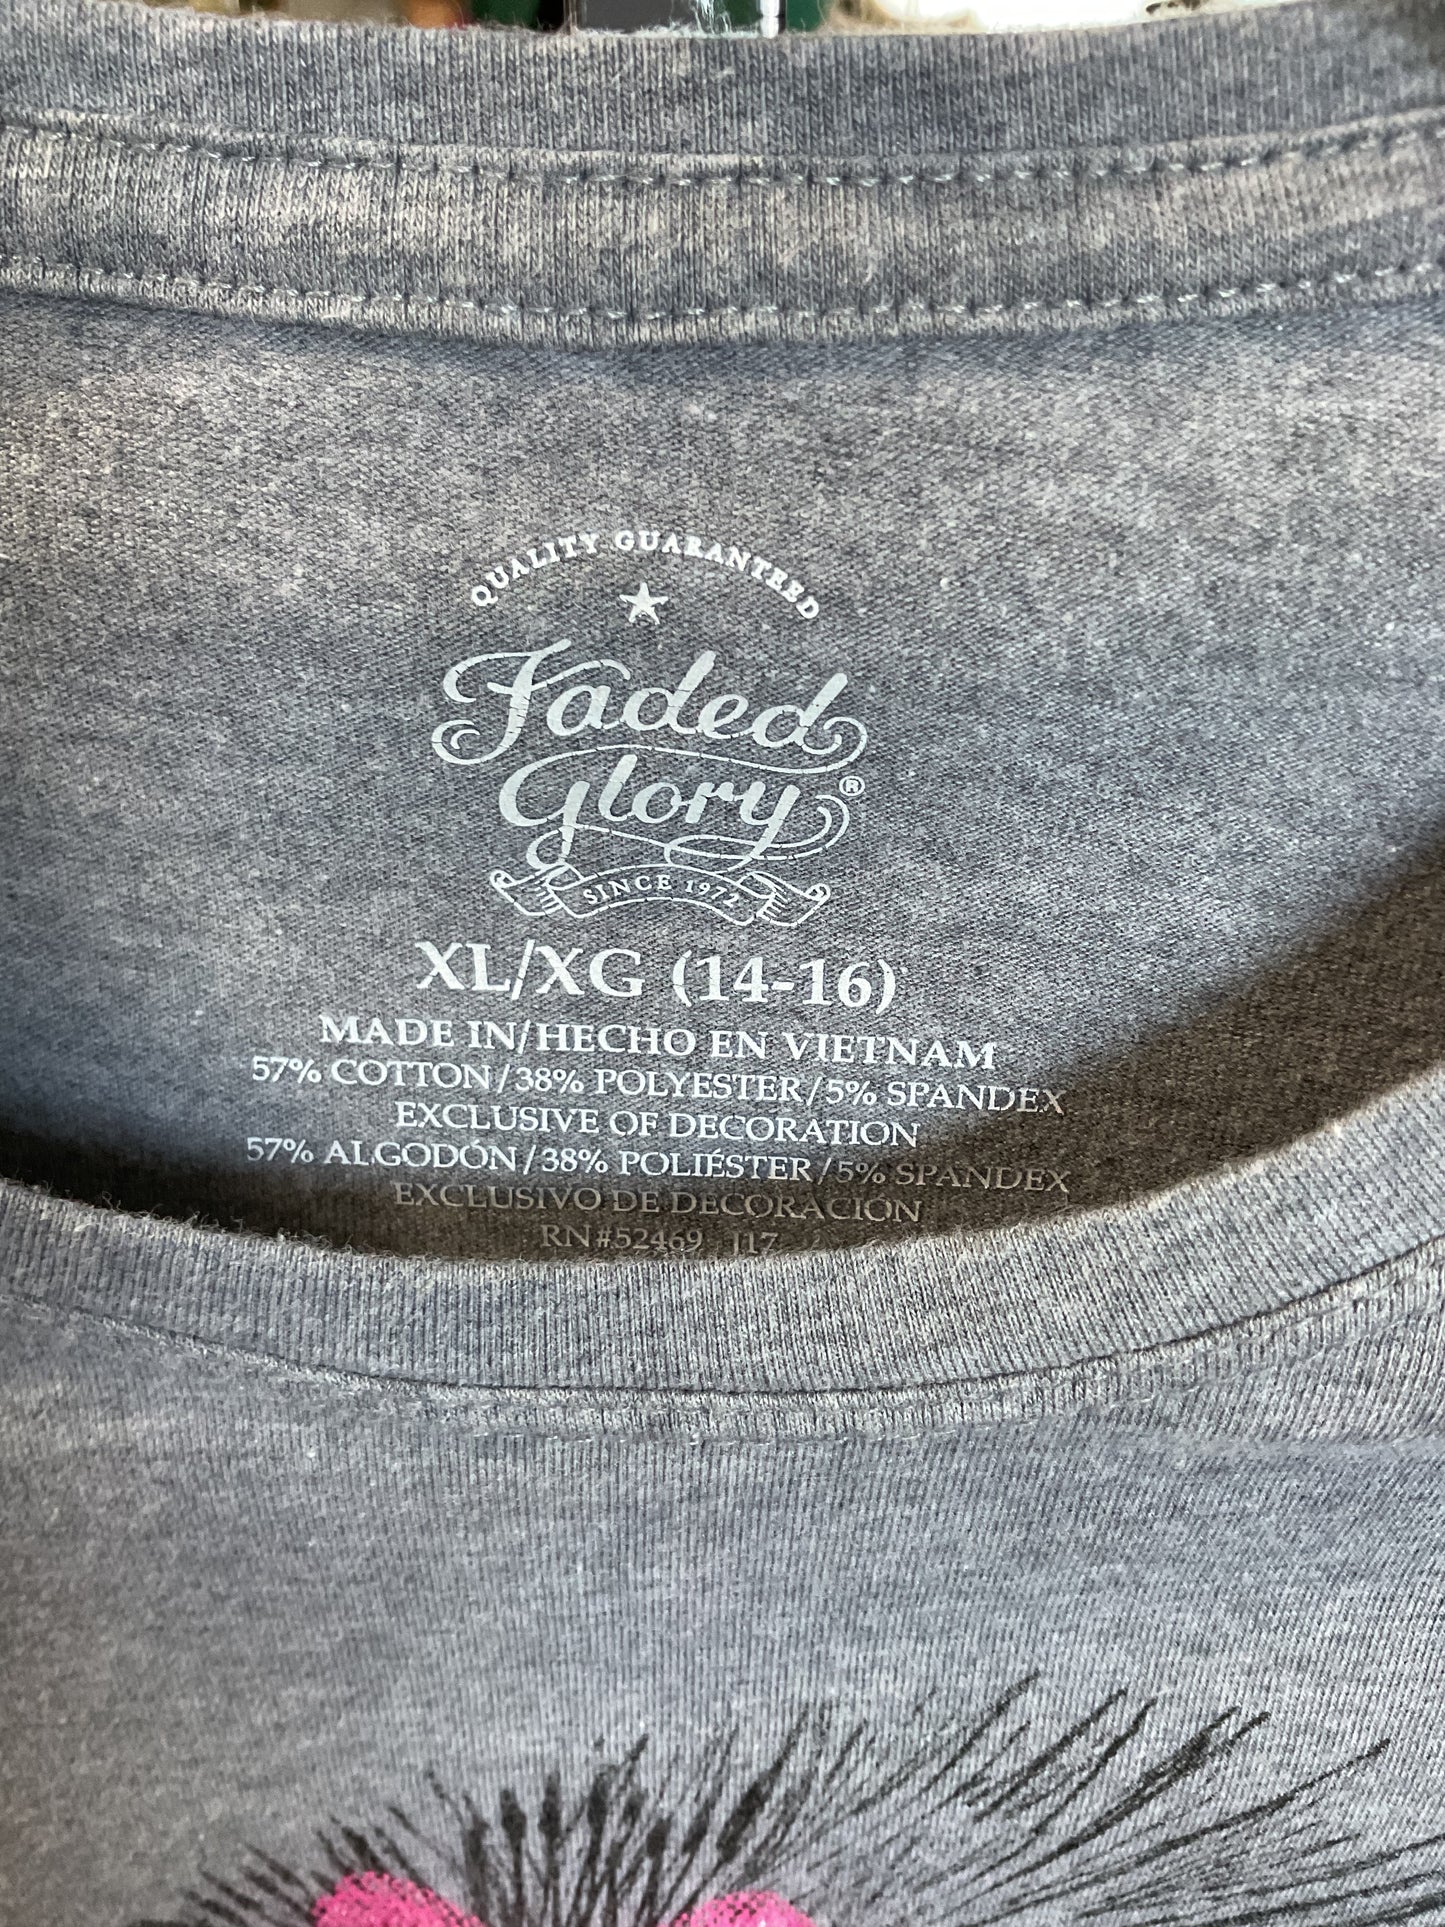 QUALITY GUARANTEED
Faded
Glory®
SINCE 1972
XL/XG (14-16)
MADE IN/HECHO EN VIETNAM
57% COTTON/38% POLYESTER/5% SPANDEX
EXCLUSIVE OF DECORATION
57% ALGODÓN/38% POLIÉSTER/5% SPANDEX
EXCLUSIVO DE DECORACIÓN
RN#52469 J17